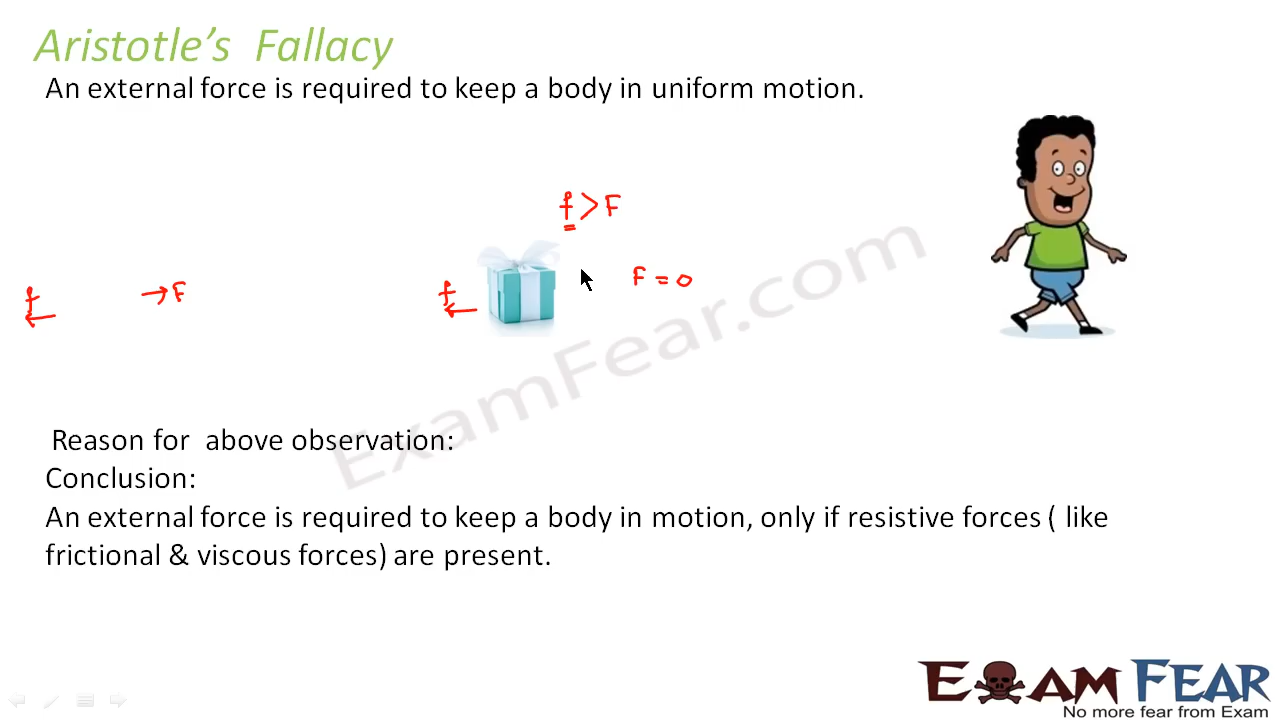 Aristotle's Fallacy
An external force is required to keep a body in uniform motion.
f > F
F = 0
f
→ F
f
ExamFear.com
Reason for above observation:
Conclusion:
An external force is required to keep a body in motion, only if resistive forces ( like
frictional & viscous forces) are present.
EXAM FEAR
No more fear from Exam